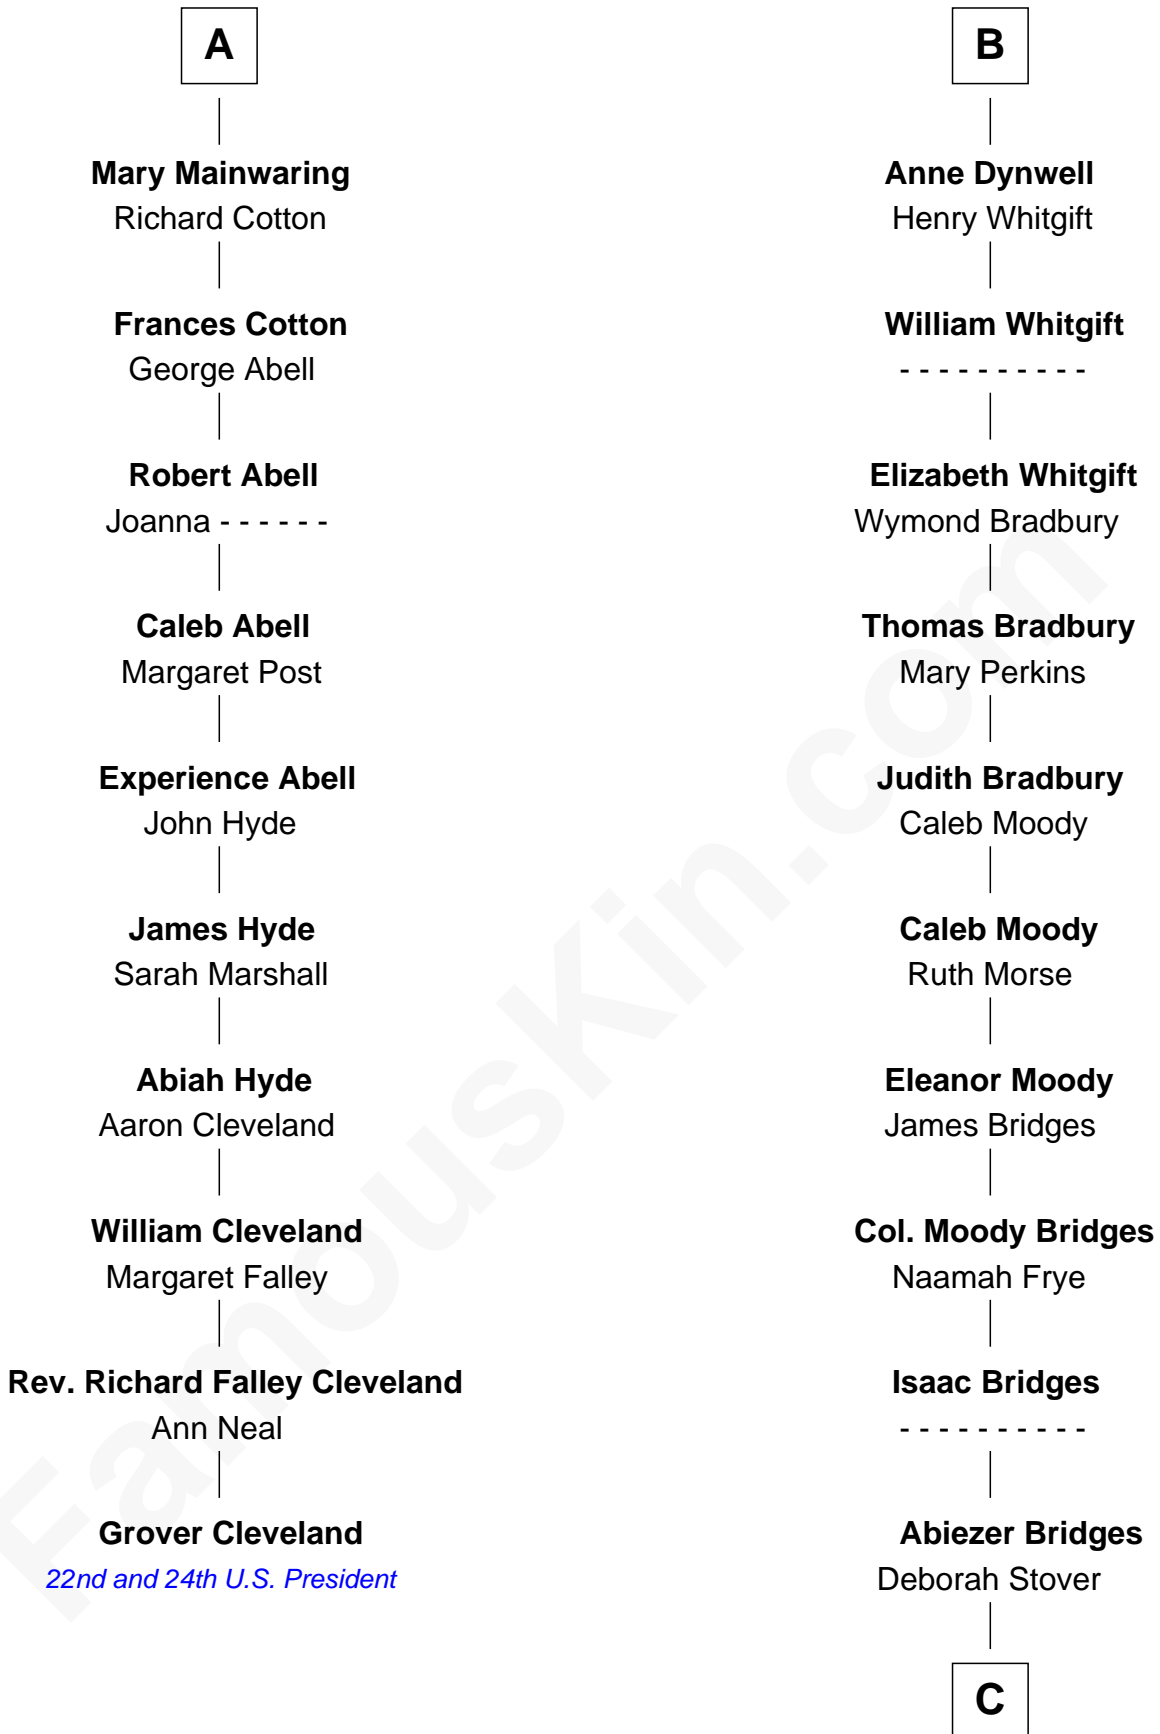 A
Mary Mainwaring
Richard Cotton
Frances Cotton
George Abell
Robert Abell
Joanna - - - - - -
Caleb Abell
Margaret Post
Experience Abell
John Hyde
James Hyde
Sarah Marshall
Abiah Hyde
Aaron Cleveland
William Cleveland
Margaret Falley
Rev. Richard Falley Cleveland
Ann Neal
Grover Cleveland
22nd and 24th U.S. President
B
Anne Dynwell
Henry Whitgift
William Whitgift
- - - - - - - - - -
Elizabeth Whitgift
Wymond Bradbury
Thomas Bradbury
Mary Perkins
Judith Bradbury
Caleb Moody
Caleb Moody
Ruth Morse
Eleanor Moody
James Bridges
Col. Moody Bridges
Naamah Frye
Isaac Bridges
- - - - - - - - - -
Abiezer Bridges
Deborah Stover
C
FamousKin.com